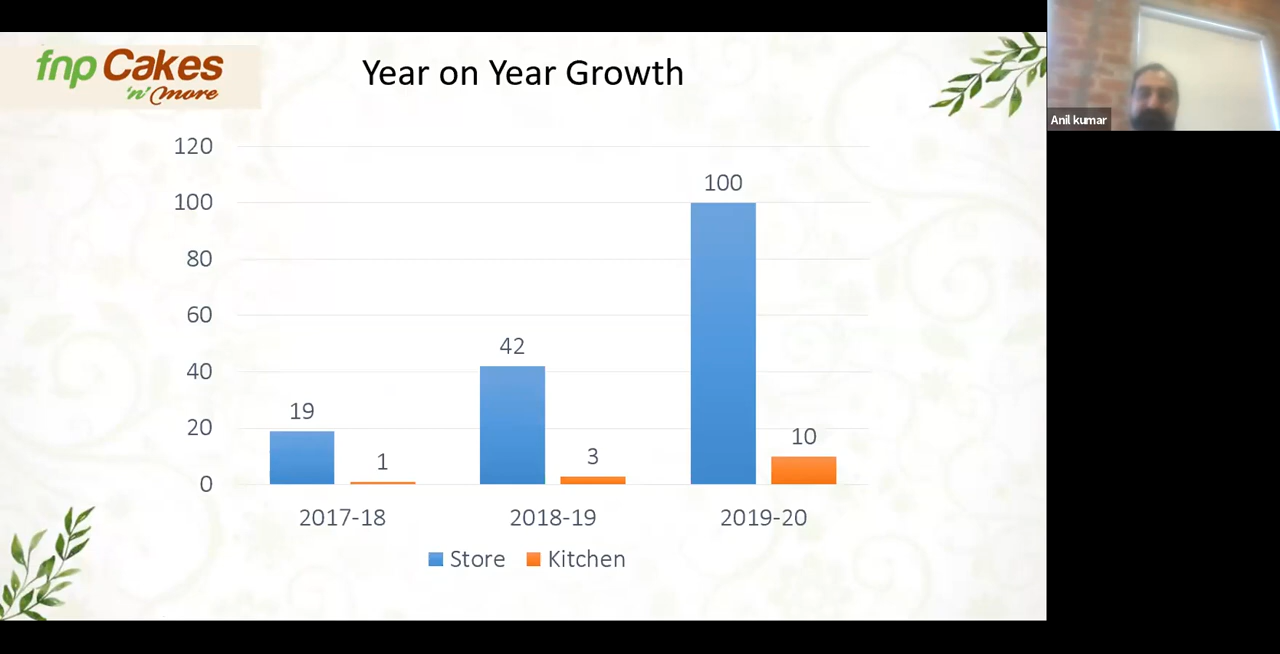 fnp Cakes
'n' more
Year on Year Growth
Anil kumar
120
100
80
60
40
20
0
19
1
42
3
100
10
2017-18
2018-19
2019-20
Store
Kitchen